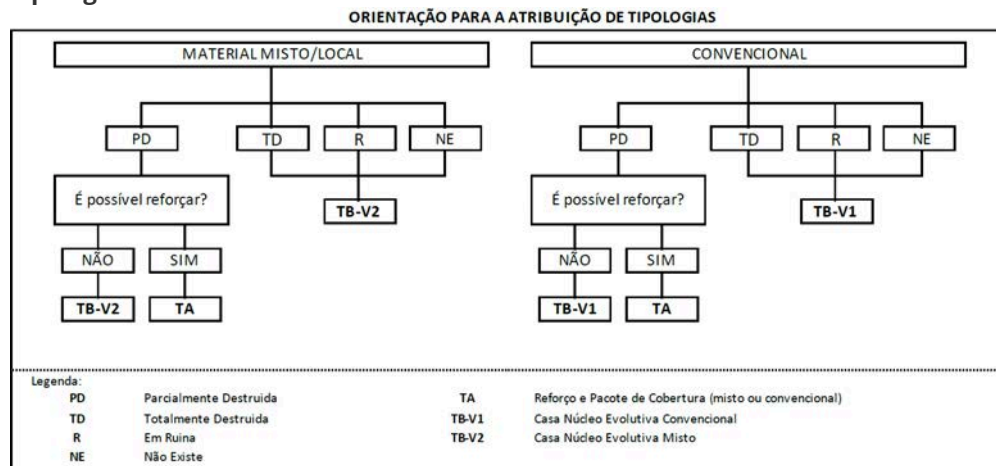 ORIENTAÇÃO PARA A ATRIBUIÇÃO DE TIPOLOGIAS
MATERIAL MISTO/LOCAL
CONVENCIONAL
PD TD R NE
PD TD R NE
É possível reforçar?
TB-V2
É possível reforçar?
TB-V1
NÃO SIM
NÃO SIM
TB-V2 TA
TB-V1 TA
Legenda:
PD Parcialmente Destruida TA Reforço e Pacote de Cobertura (misto ou convencional)
TD Totalmente Destruida TB-V1 Casa Núcleo Evolutiva Convencional
R Em Ruina TB-V2 Casa Núcleo Evolutiva Misto
NE Não Existe